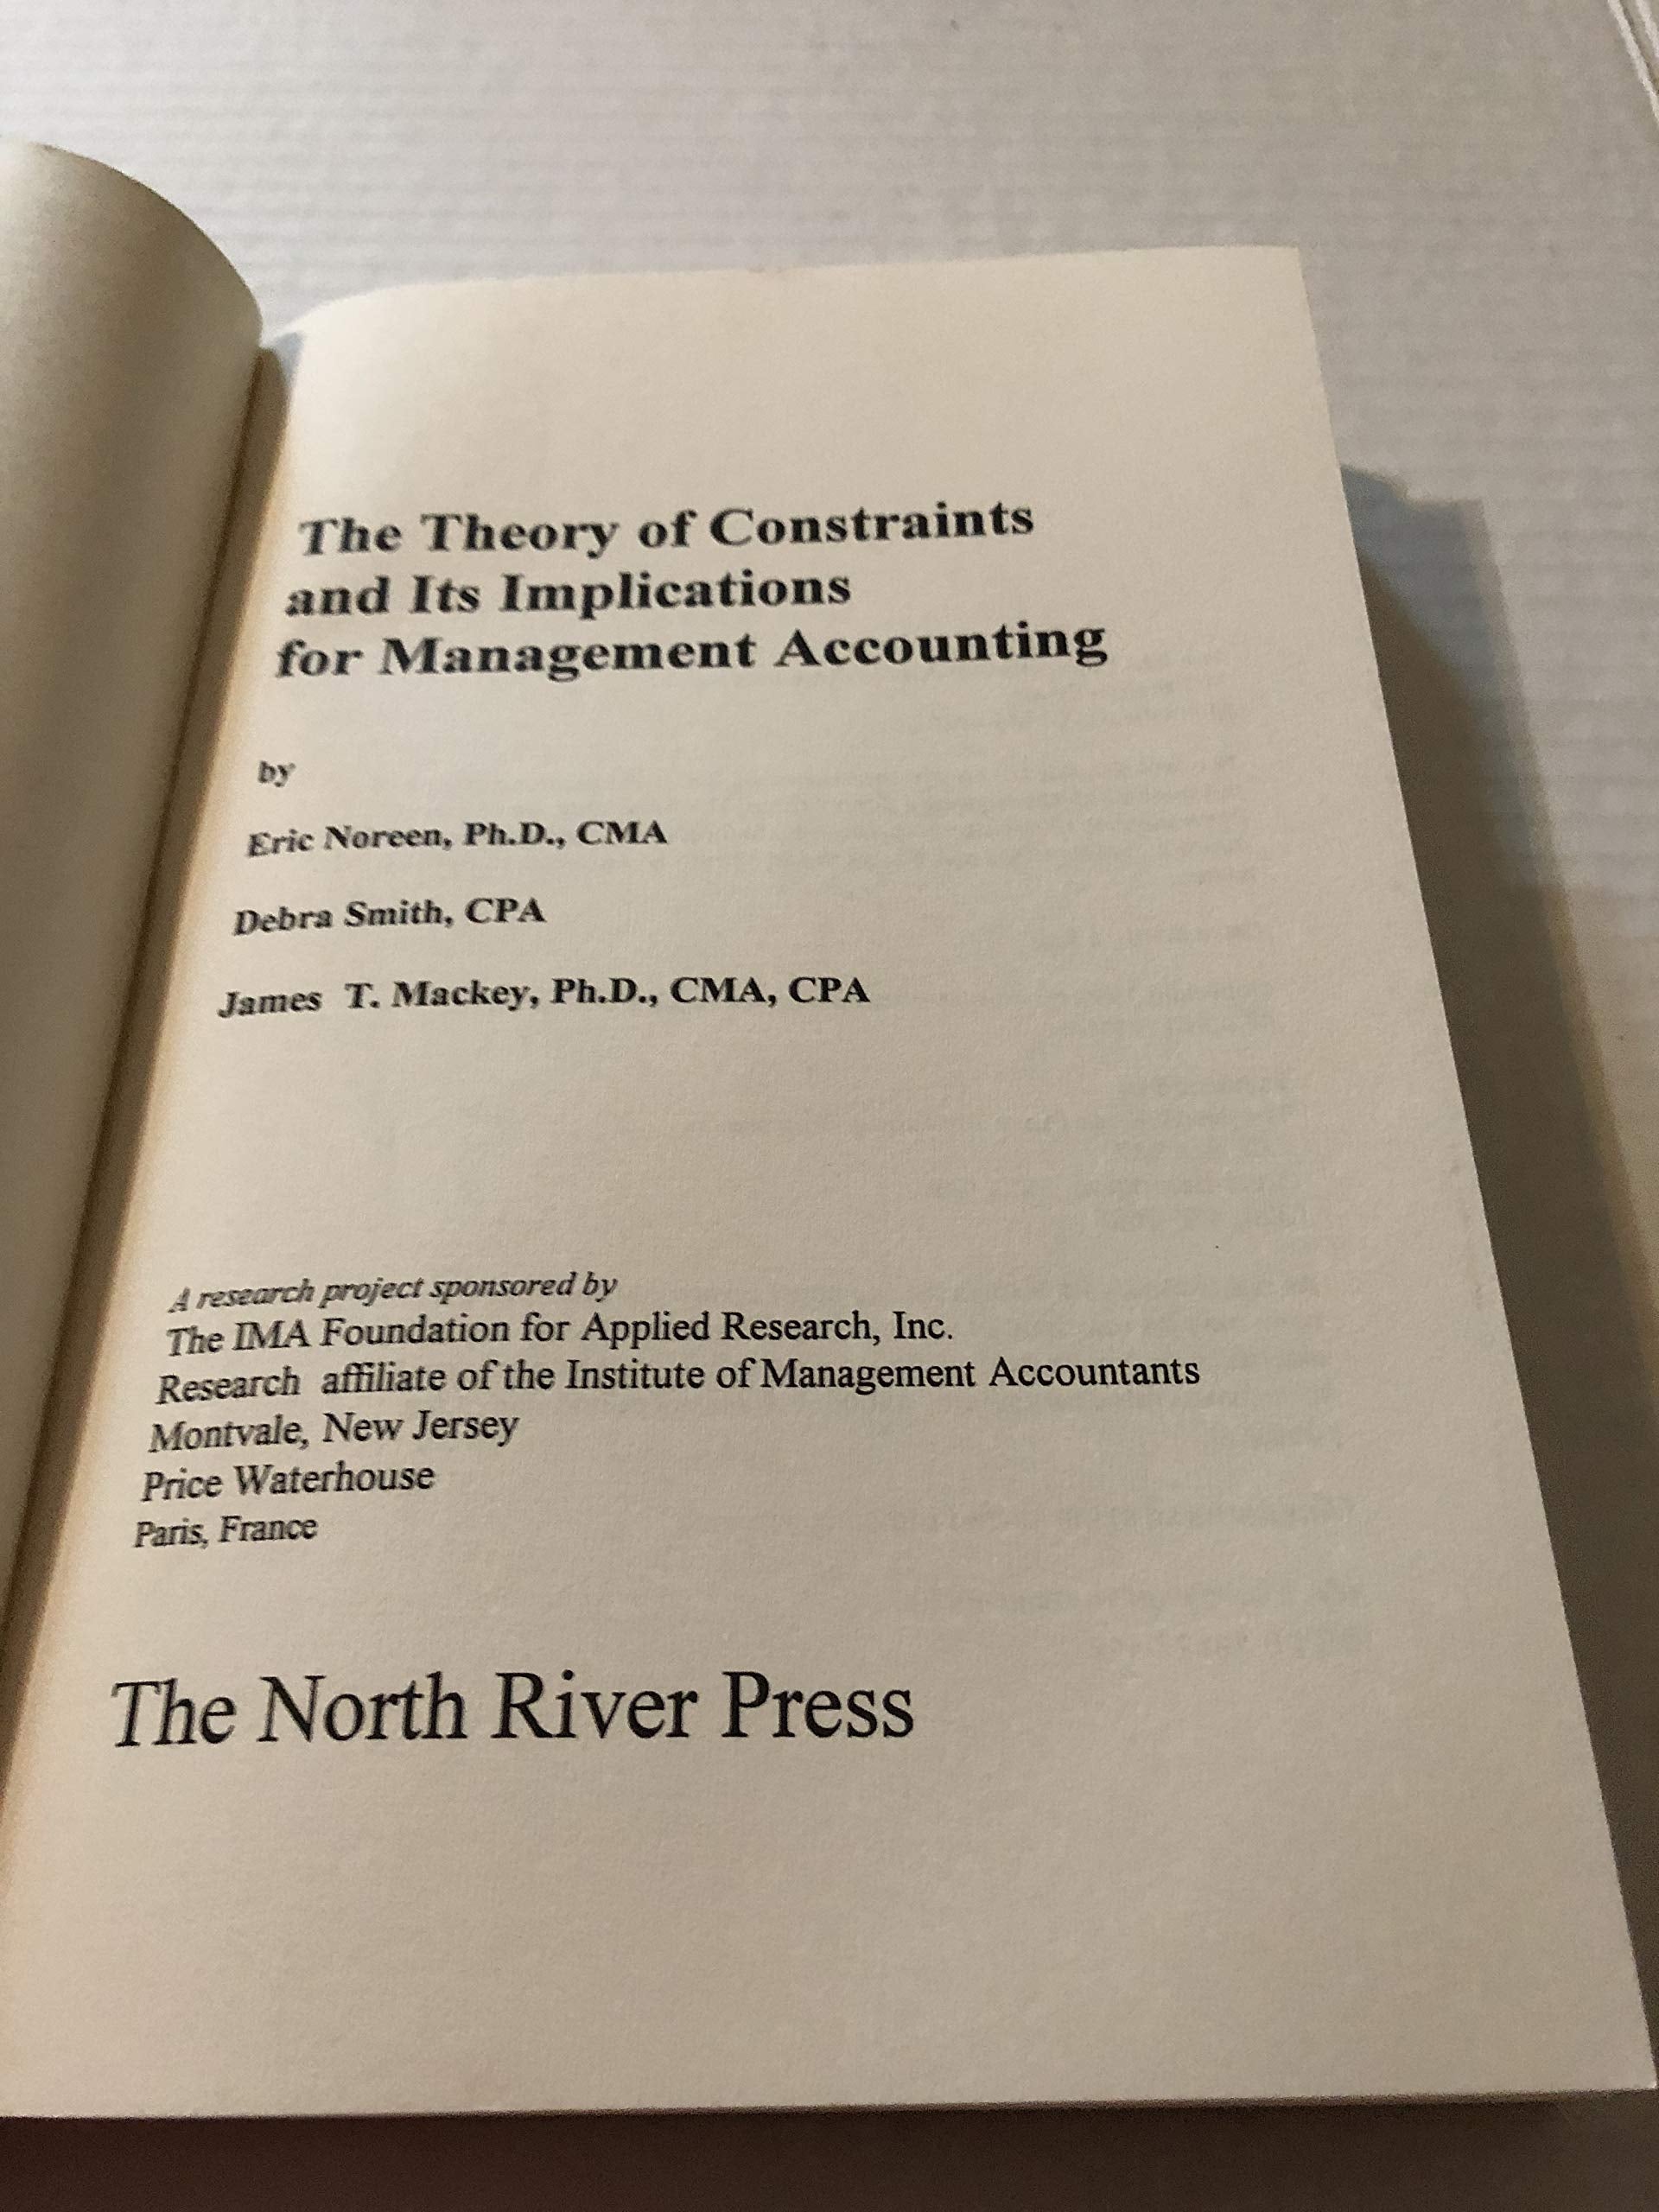 The Theory of Constraints
and Its Implications
for Management Accounting
by
Eric Noreen, Ph.D., CMA
Debra Smith, CPA
James T. Mackey, Ph.D., CMA, CPA
A research project sponsored by
The IMA Foundation for Applied Research, Inc.
Research affiliate of the Institute of Management Accountants
Montvale, New Jersey
Price Waterhouse
Paris, France
The North River Press